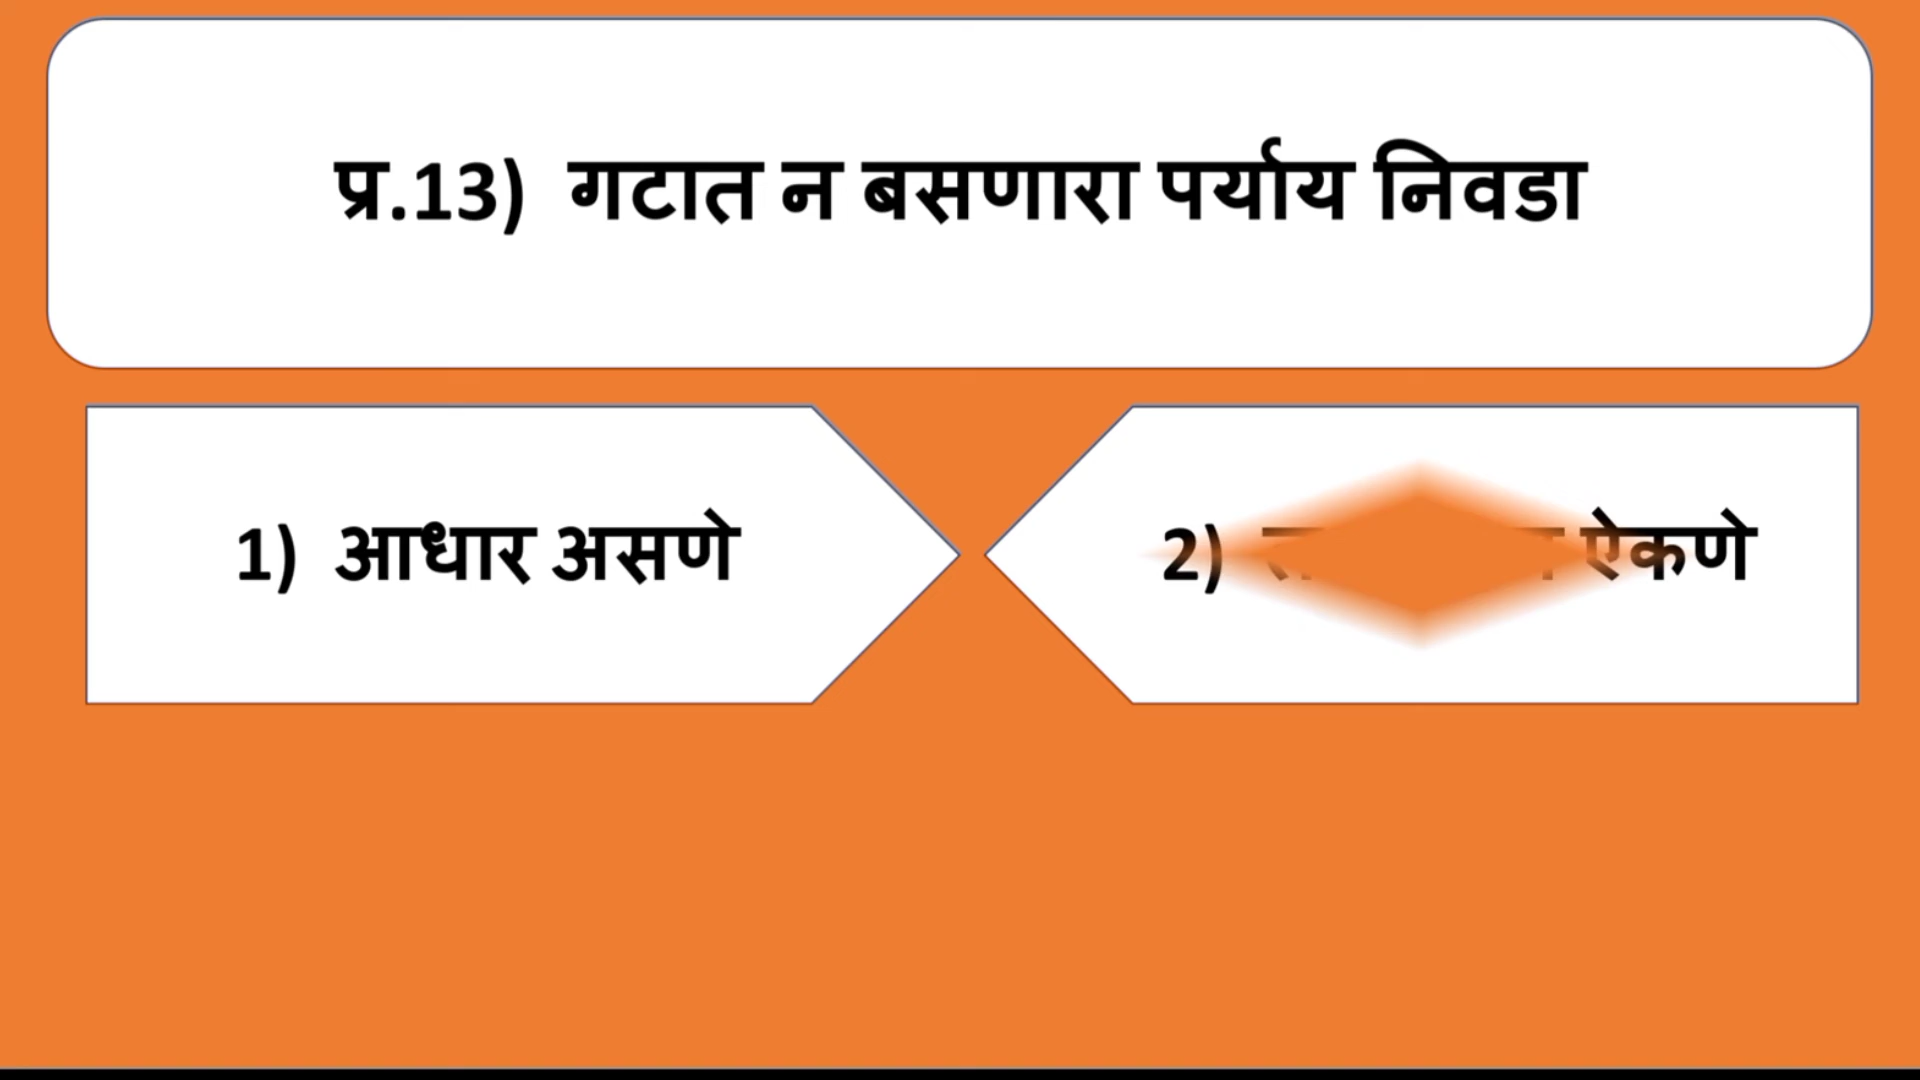 प्र.13) गटात न बसणारा पर्याय निवडा
1) आधार असणे
2) ऐकणे